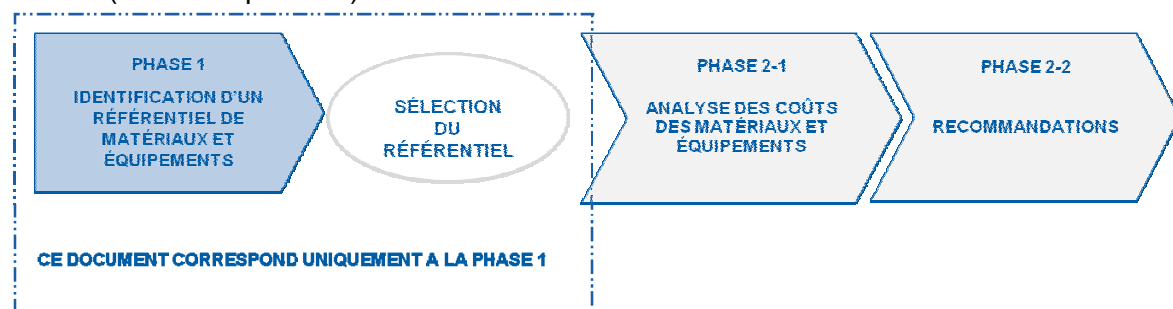 PHASE 1
IDENTIFICATION D'UN
RÉFÉRENTIEL DE
MATÉRIAUX ET
ÉQUIPEMENTS
SÉLECTION
DU
RÉFÉRENTIEL
PHASE 2-1
ANALYSE DES COÛTS
DES MATÉRIAUX ET
ÉQUIPEMENTS
PHASE 2-2
RECOMMANDATIONS
CE DOCUMENT CORRESPOND UNIQUEMENT A LA PHASE 1